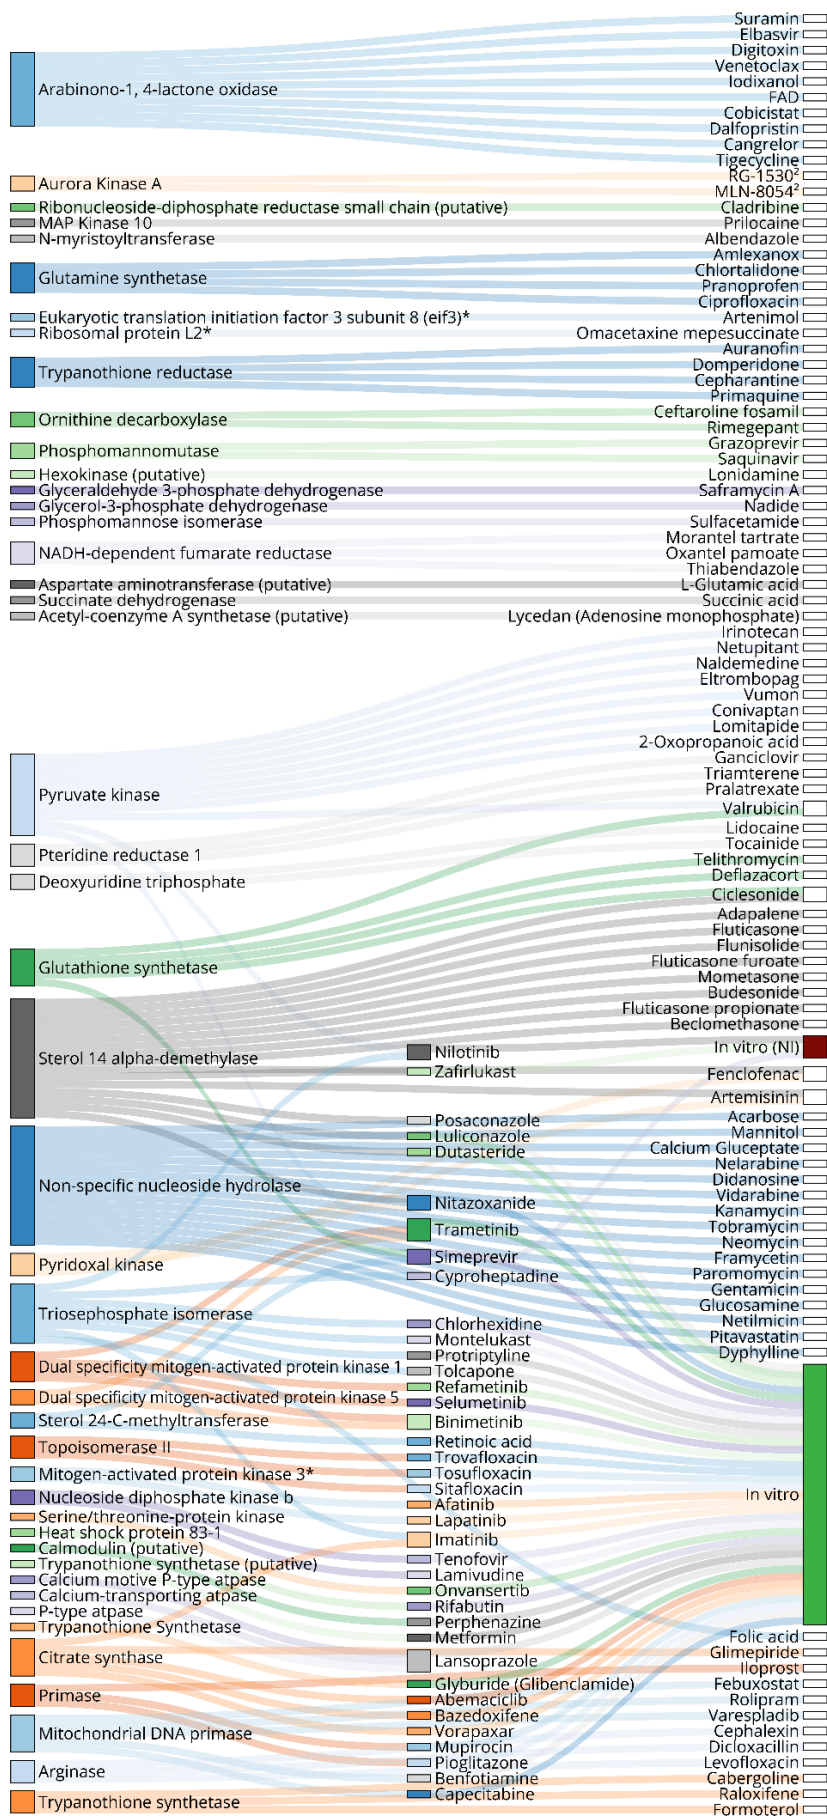 Suramin
Elbasvir
Digitoxin
Venetoclax
Iodixanol
Arabinono-1, 4-lactone oxidase
FAD
Cobicistat
Dalfopristin
Cangrelor
Tigecycline
RG-1530²
Aurora Kinase A
MLN-8054²
Ribonucleoside-diphosphate reductase small chain (putative)
Cladribine
MAP Kinase 10
Prilocaine
N-myristoyltransferase
Albendazole
Amlexanox
Chlortalidone
Glutamine synthetase
Pranoprofen
Ciprofloxacin
Eukaryotic translation initiation factor 3 subunit 8 (eif3)*
Artenimol
Ribosomal protein L2*
Omacetaxine mepesuccinate
Auranofin
Domperidone
Trypanothione reductase
Cepharantine
Primaquine
Ceftaroline fosamil
Ornithine decarboxylase
Rimegepant
Grazoprevir
Phosphomannomutase
Saquinavir
Hexokinase (putative)
Lonidamine
Glyceraldehyde 3-phosphate dehydrogenase
Saframycin A
Glycerol-3-phosphate dehydrogenase
Nadide
Phosphomannose isomerase
Sulfacetamide
Morantel tartrate
NADH-dependent fumarate reductase
Oxantel pamoate
Thiabendazole
Aspartate aminotransferase (putative)
L-Glutamic acid
Succinate dehydrogenase
Succinic acid
Acetyl-coenzyme A synthetase (putative)
Lycedan (Adenosine monophosphate)
Irinotecan
Netupitant
Naldemedine
Eltrombopag
Vumon
Conivaptan
Lomitapide
2-Oxopropanoic acid
Ganciclovir
Triamterene
Pralatrexate
Pyruvate kinase
Valrubicin
Lidocaine
Tocainide
Pteridine reductase 1
Telithromycin
Deflazacort
Deoxyuridine triphosphate
Ciclesonide
Adapalene
Fluticasone
Flunisolide
Fluticasone furoate
Glutathione synthetase
Mometasone
Budesonide
Fluticasone propionate
Beclomethasone
In vitro (NI)
Nilotinib
Sterol 14 alpha-demethylase
Zafirlukast
Fenclofenac
Artemisinin
Acarbose
Posaconazole
Mannitol
Luliconazole
Calcium Gluceptate
Dutasteride
Nelarabine
Didanosine
Non-specific nucleoside hydrolase
Vidarabine
Nitazoxanide
Kanamycin
Tobramycin
Trametinib
Neomycin
Simeprevir
Framycetin
Pyridoxal kinase
Paromomycin
Cyproheptadine
Gentamicin
Glucosamine
Triosephosphate isomerase
Netilmicin
Chlorhexidine
Pitavastatin
Montelukast
Dyphylline
Protriptyline
Dual specificity mitogen-activated protein kinase 1
Tolcapone
Refametinib
Dual specificity mitogen-activated protein kinase 5
Selumetinib
Sterol 24-C-methyltransferase
Binimetinib
Retinoic acid
Topoisomerase II
Trovafloxacin
Mitogen-activated protein kinase 3*
Tosufloxacin
Sitafloxacin
In vitro
Nucleoside diphosphate kinase b
Afatinib
Serine/threonine-protein kinase
Lapatinib
Heat shock protein 83-1
Imatinib
Calmodulin (putative)
Tenofovir
Trypanothione synthetase (putative)
Lamivudine
Calcium motive P-type atpase
Onvansertib
Calcium-transporting atpase
Rifabutin
P-type atpase
Perphenazine
Trypanothione Synthetase
Metformin
Folic acid
Glimepiride
Citrate synthase
Lansoprazole
Iloprost
Glyburide (Glibenclamide)
Febuxostat
Primase
Abemaciclib
Rolipram
Bazedoxifene
Varespladib
Mitochondrial DNA primase
Vorapaxar
Cephalexin
Mupirocin
Dicloxacillin
Pioglitazone
Levofloxacin
Arginase
Benfotiamine
Cabergoline
Capecitabine
Raloxifene
Trypanothione synthetase
Formoterol